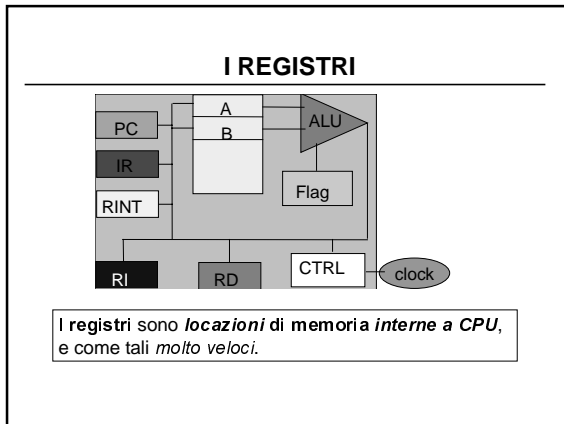 I REGISTRI
A
B
ALU
PC
IR
RINT
Flag
RI
RD
CTRL
clock
I registri sono locazioni di memoria interne a CPU,
e come tali molto veloci.